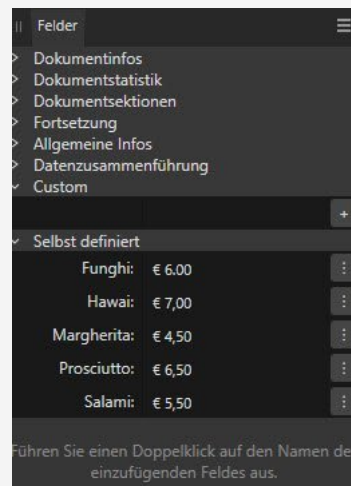 Felder
Dokumentinfos
Dokumentstatistik
Dokumentsektionen
Fortsetzung
Allgemeine Infos
Datenzusammenführung
Custom
+
Selbst definiert
Funghi: € 6.00
Hawai: € 7,00
Margherita: € 4,50
Prosciutto: € 6,50
Salami: € 5,50
Führen Sie einen Doppelklick auf den Namen de
einzufügenden Feldes aus.